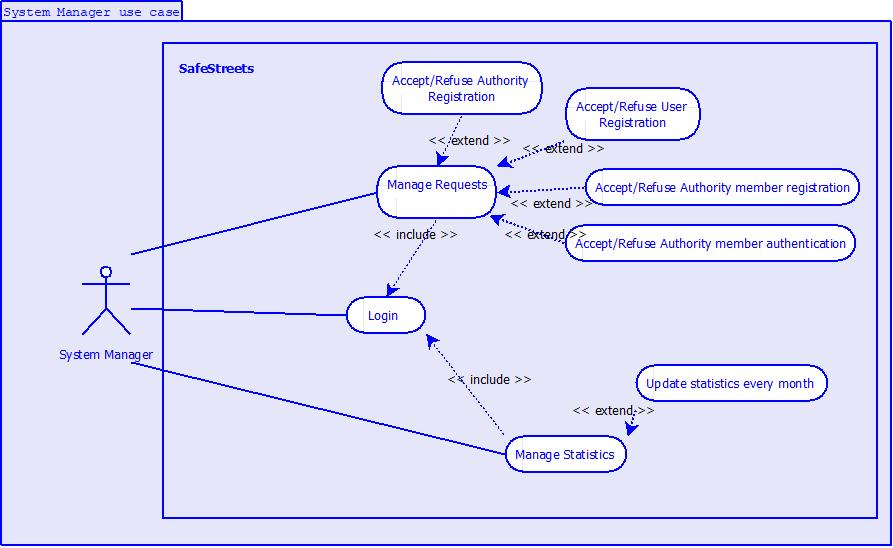 System Manager use case
SafeStreets
Accept/Refuse Authority
Registration
Accept/Refuse User
Registration
<< extend >>
<< extend >>
Manage Requests
Accept/Refuse Authority member registration
<< extend >>
<< include >>
<< extend >>
Accept/Refuse Authority member authentication
Login
System Manager
<< include >>
Update statistics every month
<< extend >>
Manage Statistics